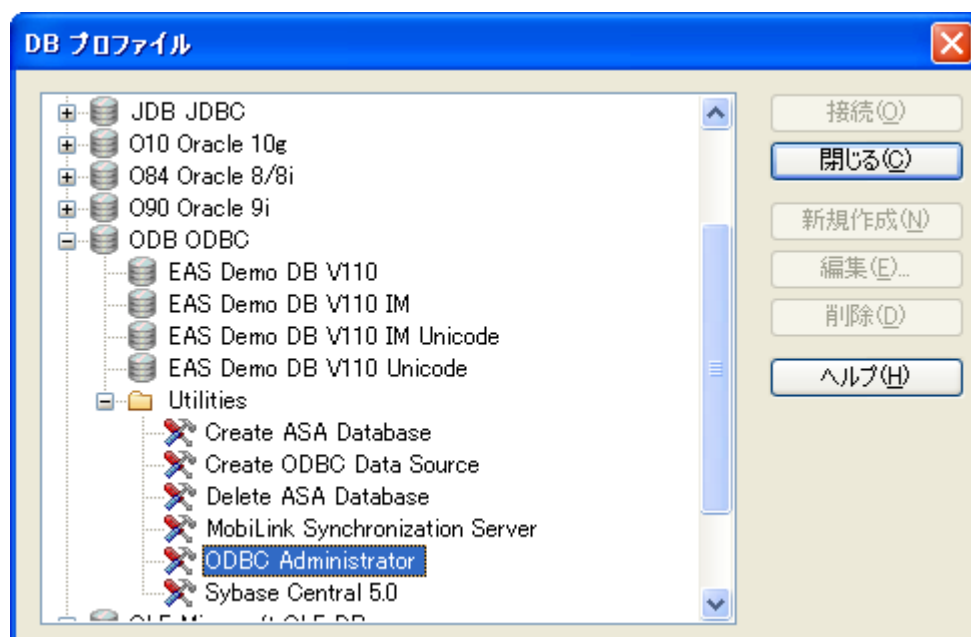 DB プロファイル
JDB JDBC
O10 Oracle 10g
O84 Oracle 8/8i
O90 Oracle 9i
ODB ODBC
EAS Demo DB V110
EAS Demo DB V110 IM
EAS Demo DB V110 IM Unicode
EAS Demo DB V110 Unicode
Utilities
Create ASA Database
Create ODBC Data Source
Delete ASA Database
MobiLink Synchronization Server
ODBC Administrator
Sybase Central 5.0
OLE Microsoft OLE DB
接続(O)
閉じる(C)
新規作成(N)
編集(E)...
削除(D)
ヘルプ(H)